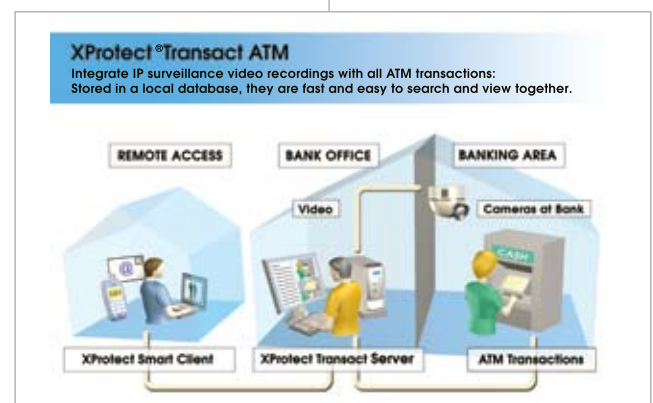 XProtect ®Transact ATM
Integrate IP surveillance video recordings with all ATM transactions:
Stored in a local database, they are fast and easy to search and view together.
REMOTE ACCESS
BANK OFFICE
BANKING AREA
Video
Cameras at Bank
@
CASH
XProtect Smart Client
XProtect Transact Server
ATM Transactions